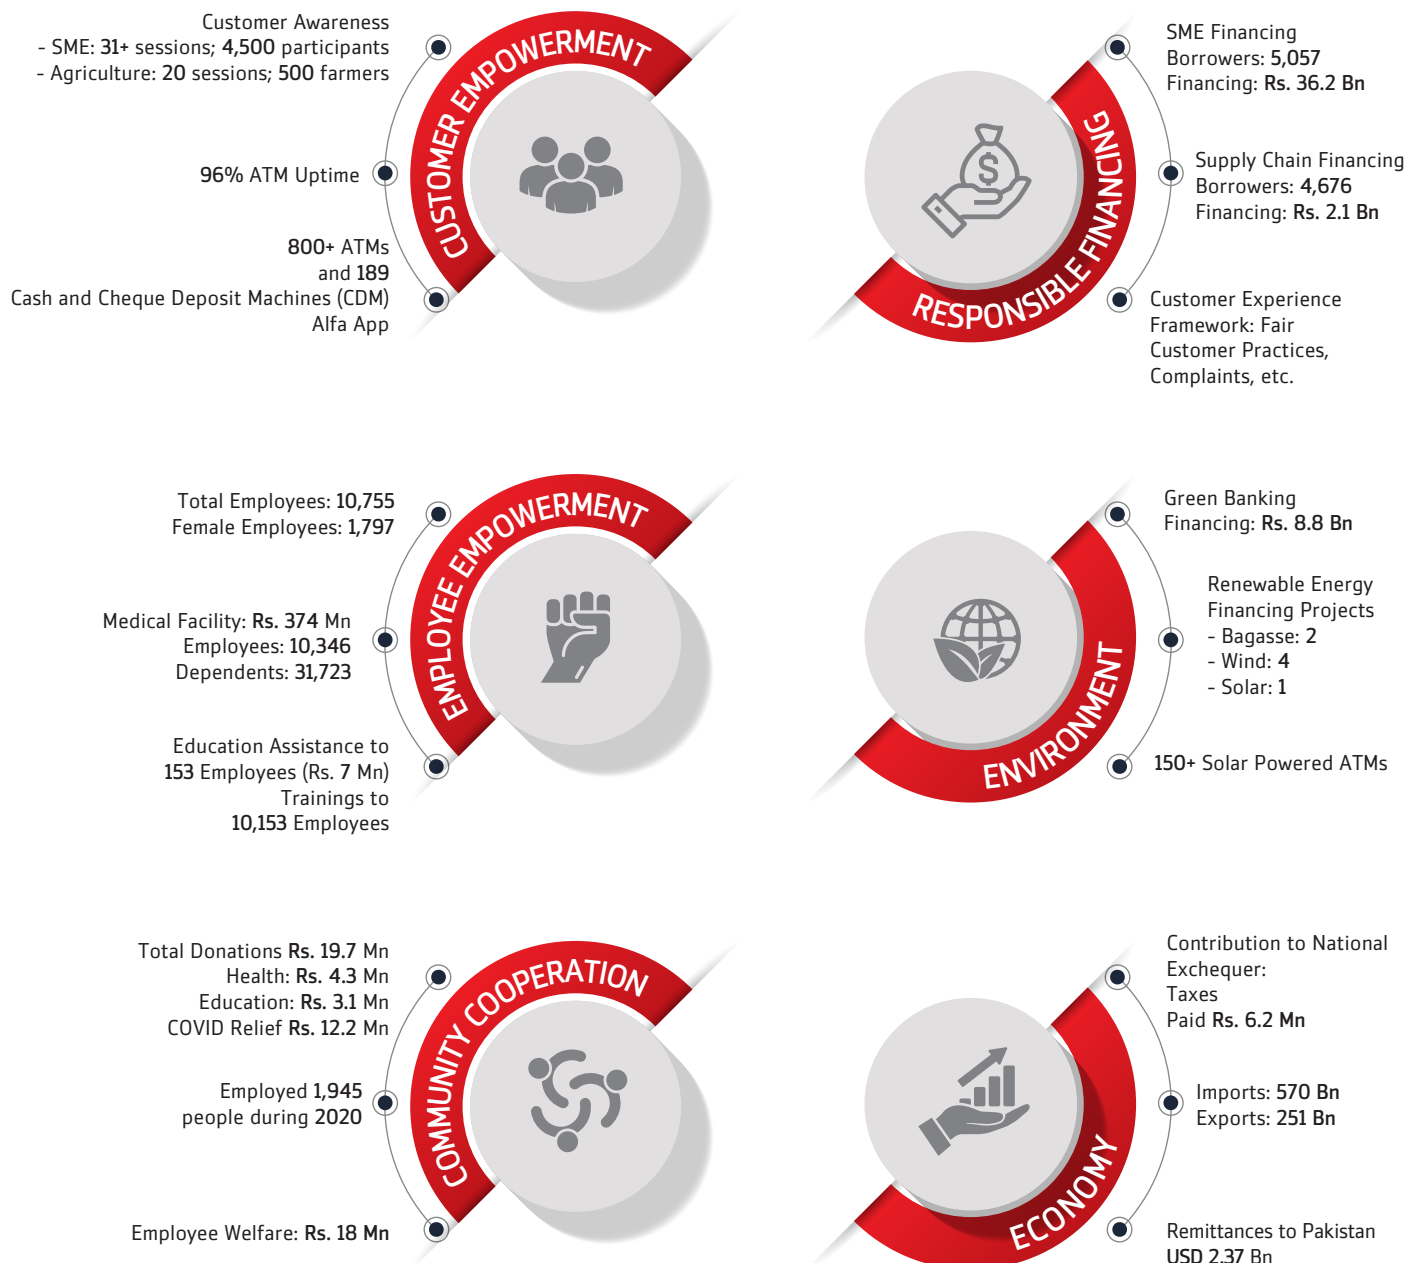 Customer Awareness
- SME: 31+ sessions; 4,500 participants
- Agriculture: 20 sessions; 500 farmers
96% ATM Uptime
800+ ATMs
and 189
Cash and Cheque Deposit Machines (CDM)
Alfa App
CUSTOMER EMPOWERMENT
SME Financing
Borrowers: 5,057
Financing: Rs. 36.2 Bn
Supply Chain Financing
Borrowers: 4,676
Financing: Rs. 2.1 Bn
Customer Experience
Framework: Fair
Customer Practices,
Complaints, etc.
RESPONSIBLE FINANCING
$
Total Employees: 10,755
Female Employees: 1,797
Medical Facility: Rs. 374 Mn
Employees: 10,346
Dependents: 31,723
Education Assistance to
153 Employees (Rs. 7 Mn)
Trainings to
10,153 Employees
EMPLOYEE EMPOWERMENT
Green Banking
Financing: Rs. 8.8 Bn
Renewable Energy
Financing Projects
- Bagasse: 2
- Wind: 4
- Solar: 1
150+ Solar Powered ATMs
ENVIRONMENT
Total Donations Rs. 19.7 Mn
Health: Rs. 4.3 Mn
Education: Rs. 3.1 Mn
COVID Relief Rs. 12.2 Mn
Employed 1,945
people during 2020
Employee Welfare: Rs. 18 Mn
COMMUNITY COOPERATION
Contribution to National
Exchequer:
Taxes
Paid Rs. 6.2 Mn
Imports: 570 Bn
Exports: 251 Bn
Remittances to Pakistan
USD 2.37 Bn
ECONOMY